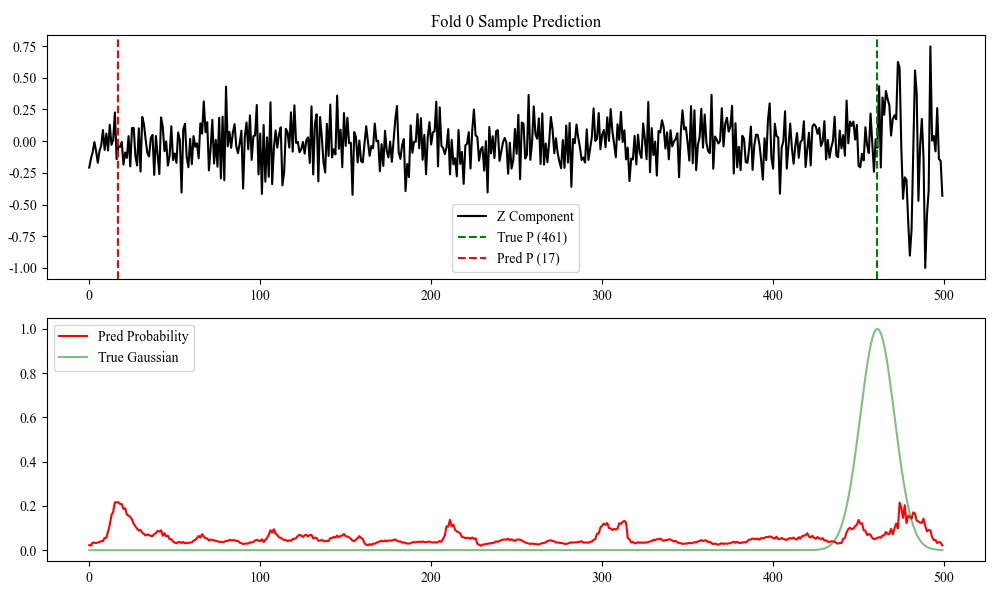 Fold 0 Sample Prediction
0.75
0.50
0.25
0.00
-0.25
-0.50
-0.75
-1.00
Z Component
True P (461)
Pred P (17)
0 100 200 300 400 500
Pred Probability
True Gaussian
1.0
0.8
0.6
0.4
0.2
0.0
0 100 200 300 400 500